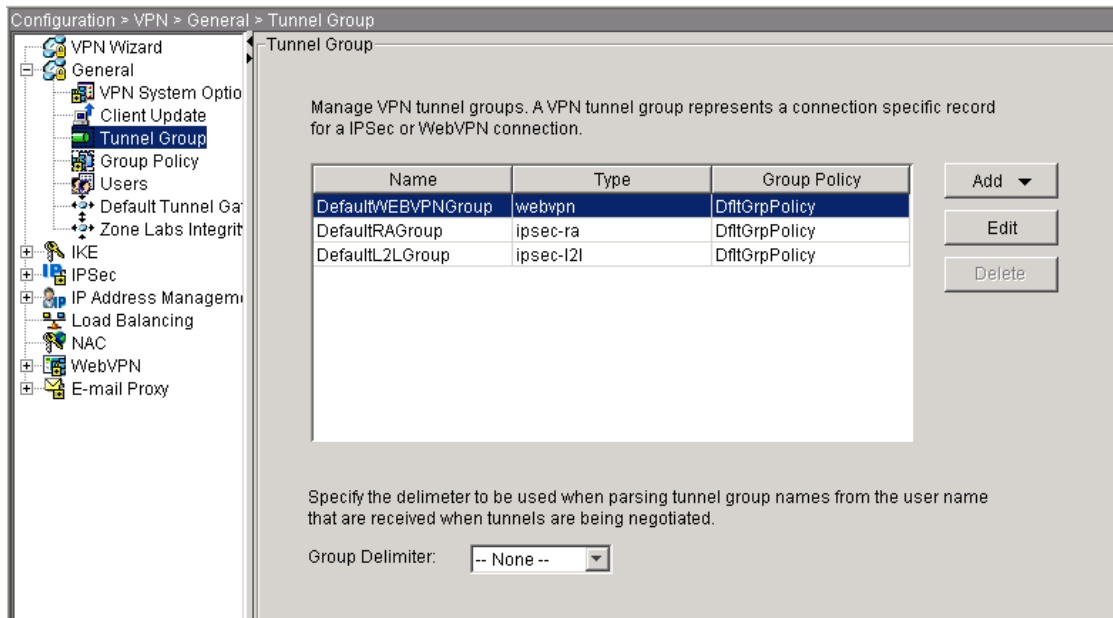 Configuration > VPN > General > Tunnel Group
VPN Wizard
General
VPN System Optio
Client Update
Tunnel Group
Group Policy
Users
Default Tunnel Ga
Zone Labs Integrit
IKE
IPSec
IP Address Managem
Load Balancing
NAC
WebVPN
E-mail Proxy
Tunnel Group
Manage VPN tunnel groups. A VPN tunnel group represents a connection specific record
for a IPSec or WebVPN connection.
Name Type Group Policy
DefaultWEBVPNGroup webvpn DfltGrpPolicy
DefaultRAGroup ipsec-ra DfltGrpPolicy
DefaultL2LGroup ipsec-l2l DfltGrpPolicy
Add
Edit
Delete
Specify the delimeter to be used when parsing tunnel group names from the user name
that are received when tunnels are being negotiated.
Group Delimiter: -- None --